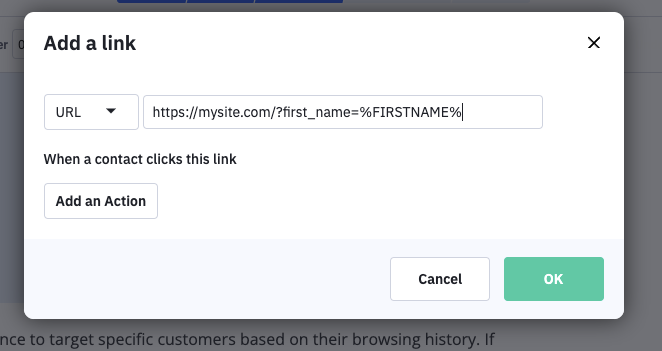 Add a link
er
URL
https://mysite.com/?first_name=%FIRSTNAME%
When a contact clicks this link
Add an Action
Cancel
OK
nce to target specific customers based on their browsing history. If